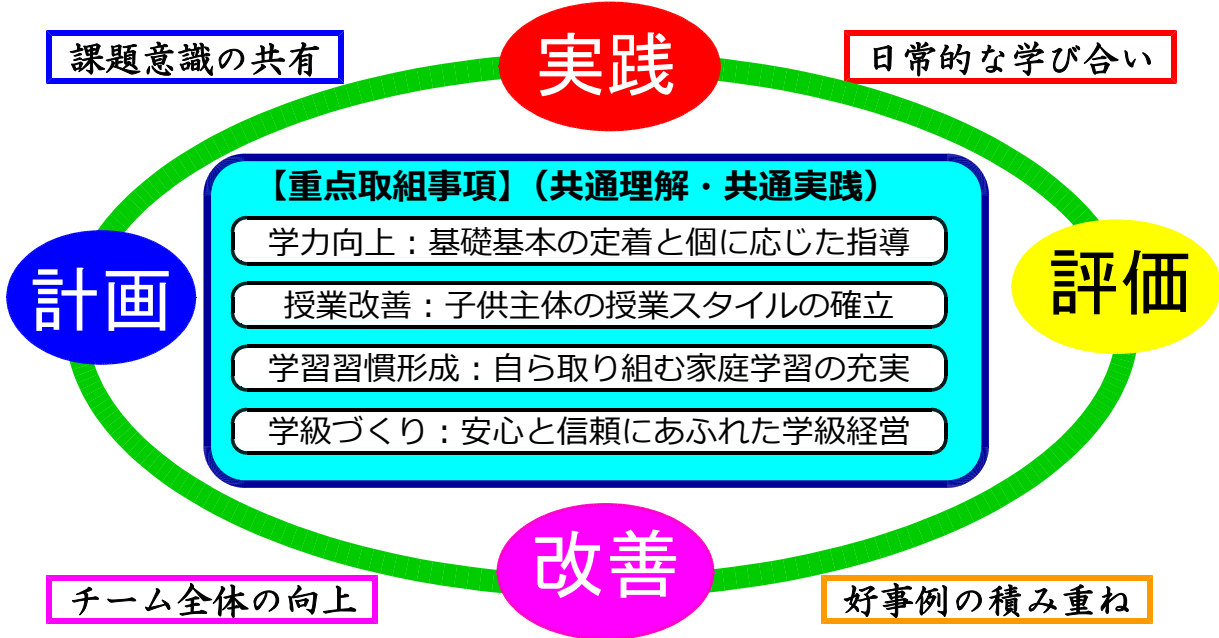 実践
課題意識の共有
日常的な学び合い
【重点取組事項】（共通理解・共通実践）
学力向上：基礎基本の定着と個に応じた指導
計画
評価
授業改善：子供主体の授業スタイルの確立
学習習慣形成：自ら取り組む家庭学習の充実
学級づくり：安心と信頼にあふれた学級経営
改善
チーム全体の向上
好事例の積み重ね